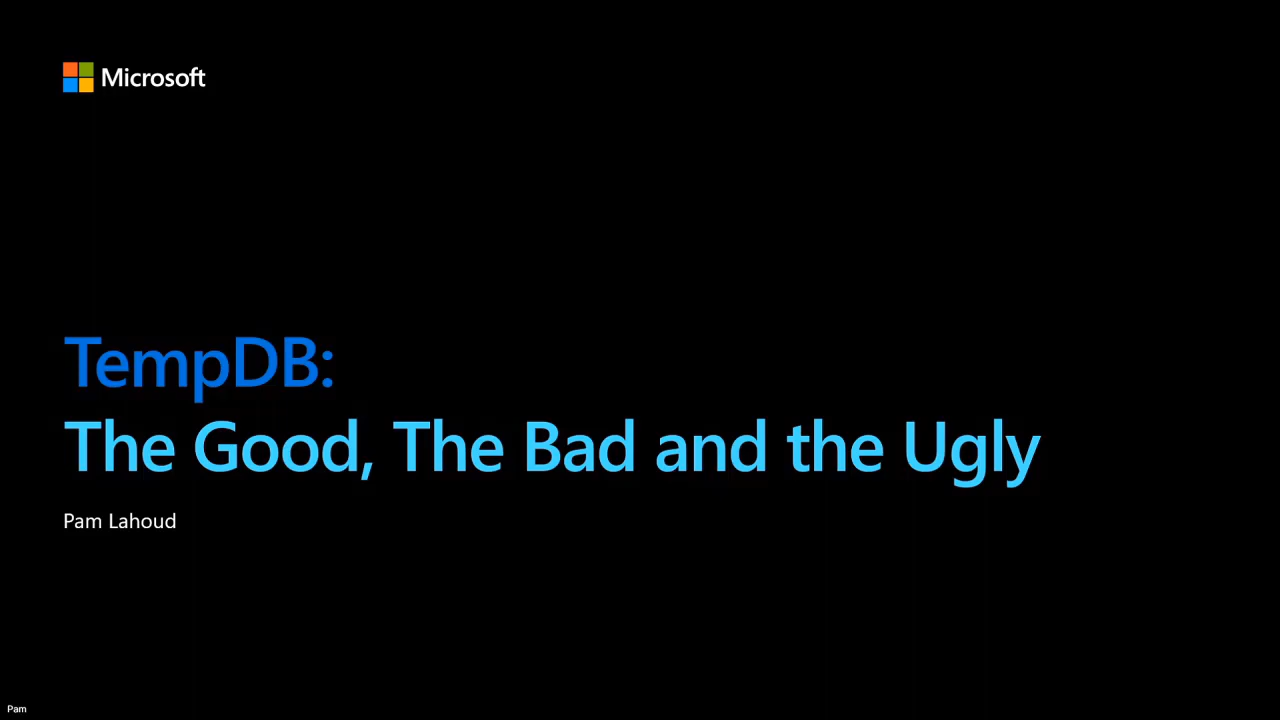 Microsoft
TempDB:
The Good, The Bad and the Ugly
Pam Lahoud
Pam